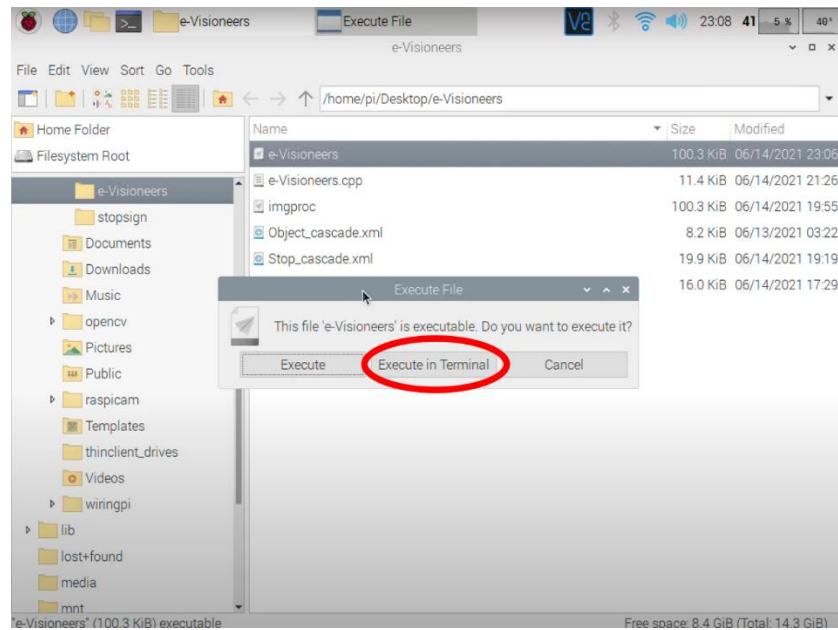 e-Visioneers Execute File V2 23:08 41 5 % 40°
e-Visioneers
File Edit View Sort Go Tools
/home/pi/Desktop/e-Visioneers
Home Folder
Filesystem Root
e-Visioneers
stopsign
Documents
Downloads
Music
opencv
Pictures
Public
raspicam
Templates
thinclient_drives
Videos
wiringpi
lib
lost+found
media
mnt
Name Size Modified
e-Visioneers 100.3 KiB 06/14/2021 23:06
e-Visioneers.cpp 11.4 KiB 06/14/2021 21:26
imgproc 100.3 KiB 06/14/2021 19:55
Object_cascade.xml 8.2 KiB 06/13/2021 03:22
Stop_cascade.xml 19.9 KiB 06/14/2021 19:19
16.0 KiB 06/14/2021 17:29
Execute File
This file 'e-Visioneers' is executable. Do you want to execute it?
Execute Execute in Terminal Cancel
"e-Visioneers" (100.3 KiB) executable Free space: 8.4 GiB (Total: 14.3 GiB)